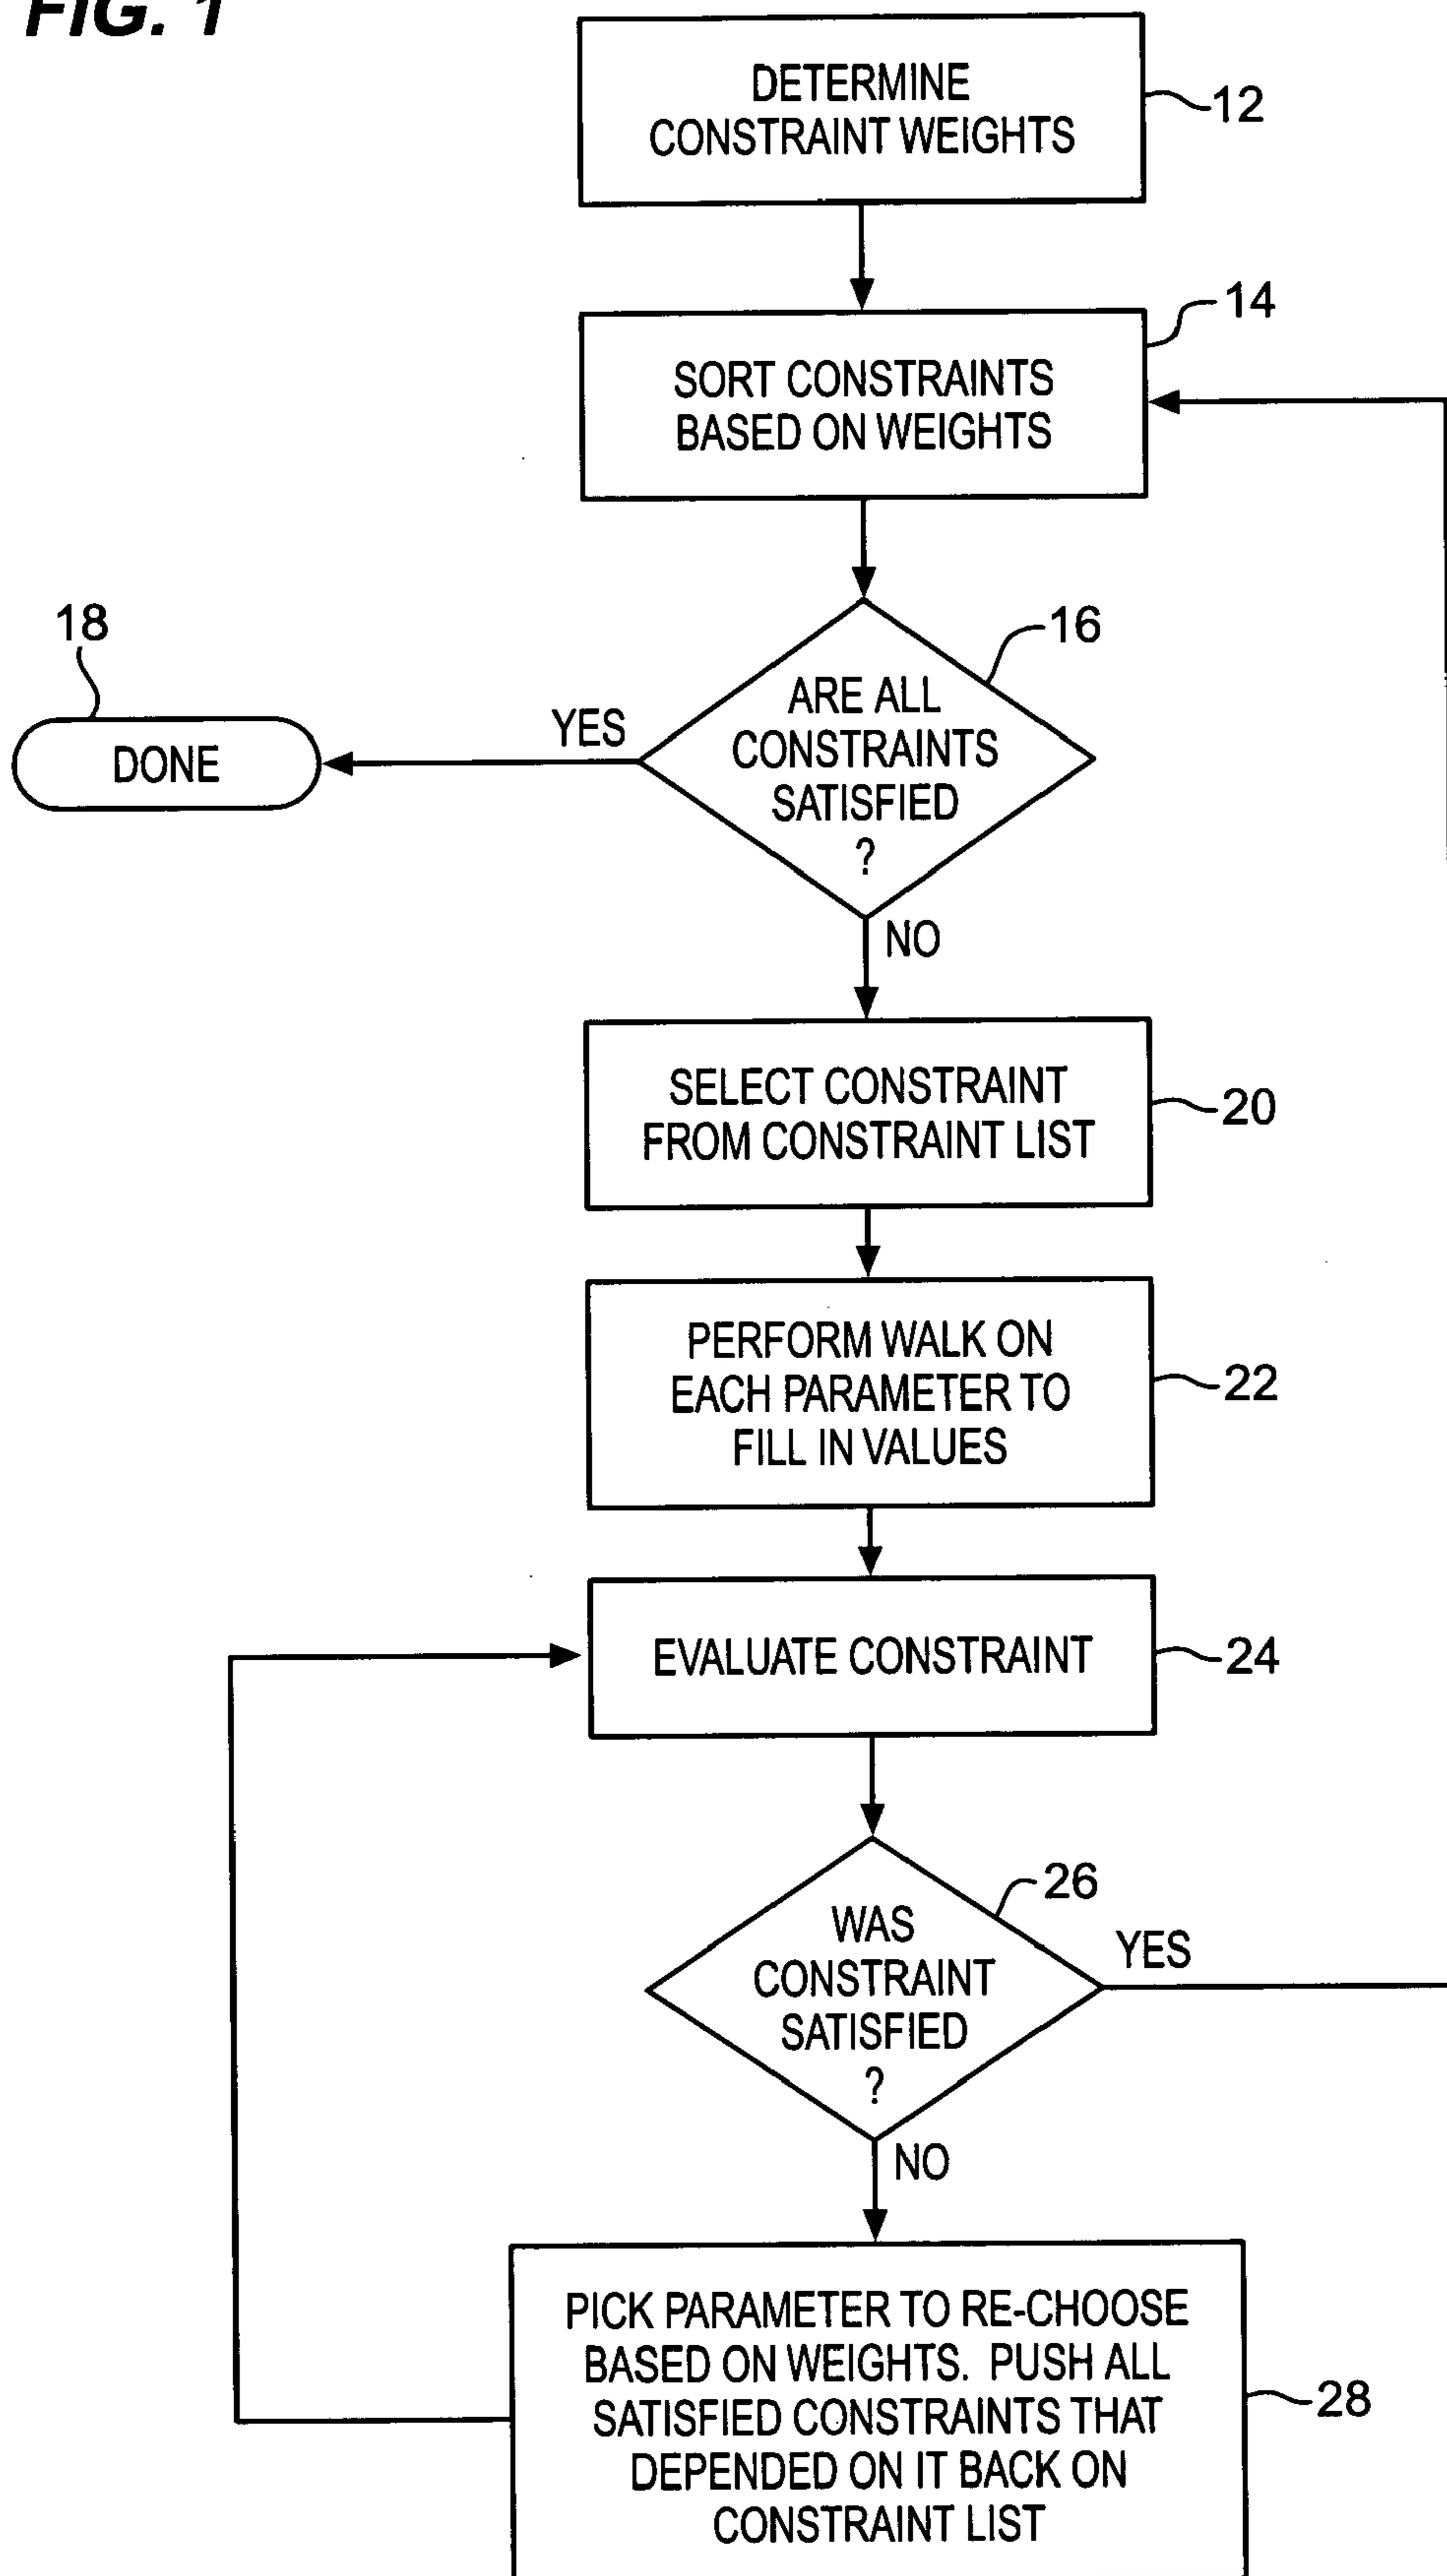 FIG. 1
DETERMINE
CONSTRAINT WEIGHTS
12
14
SORT CONSTRAINTS
BASED ON WEIGHTS
18
16
ARE ALL
CONSTRAINTS
SATISFIED
?
YES
DONE
NO
SELECT CONSTRAINT
FROM CONSTRAINT LIST
20
PERFORM WALK ON
EACH PARAMETER TO
FILL IN VALUES
22
EVALUATE CONSTRAINT
24
26
WAS
CONSTRAINT
SATISFIED
?
YES
NO
PICK PARAMETER TO RE-CHOOSE
BASED ON WEIGHTS. PUSH ALL
SATISFIED CONSTRAINTS THAT
DEPENDED ON IT BACK ON
CONSTRAINT LIST
28